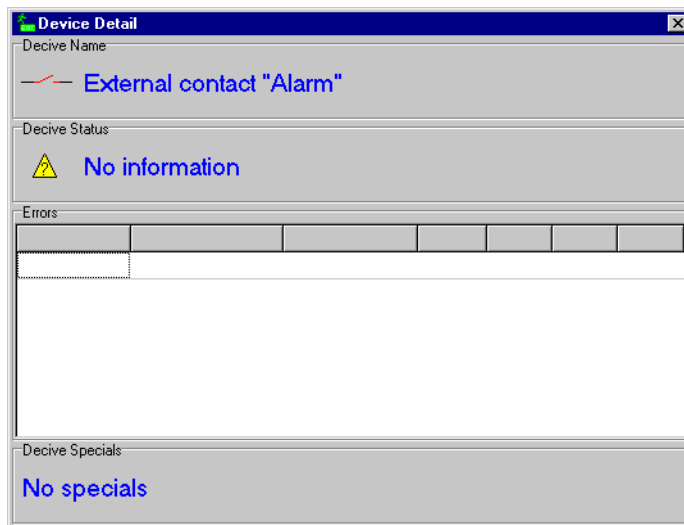 Device Detail
Decive Name
External contact "Alarm"
Decive Status
No information
Errors
Decive Specials
No specials